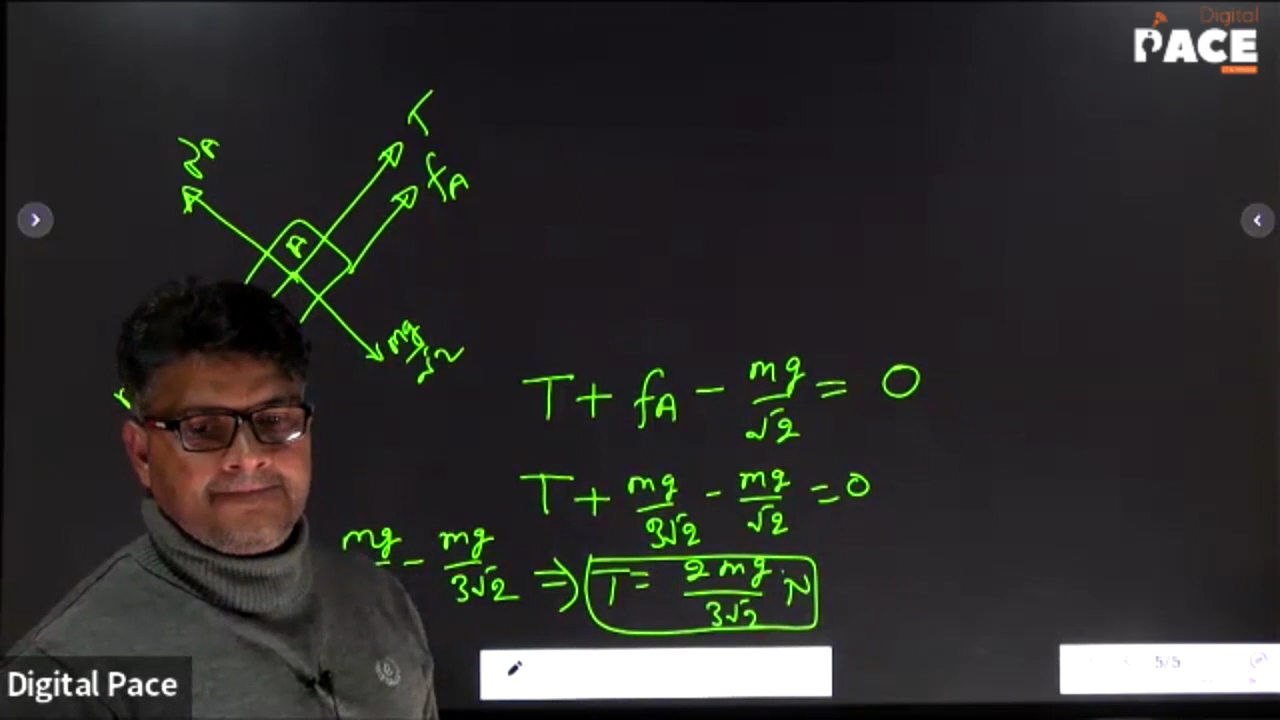 Digital
PACE
T
fA
A
mg/√2
T + fA - mg/√2 = 0
T + mg/3√2 - mg/√2 = 0
mg - mg/3√2 ⇒ T = 2mg/3√2 N
Digital Pace
5/5